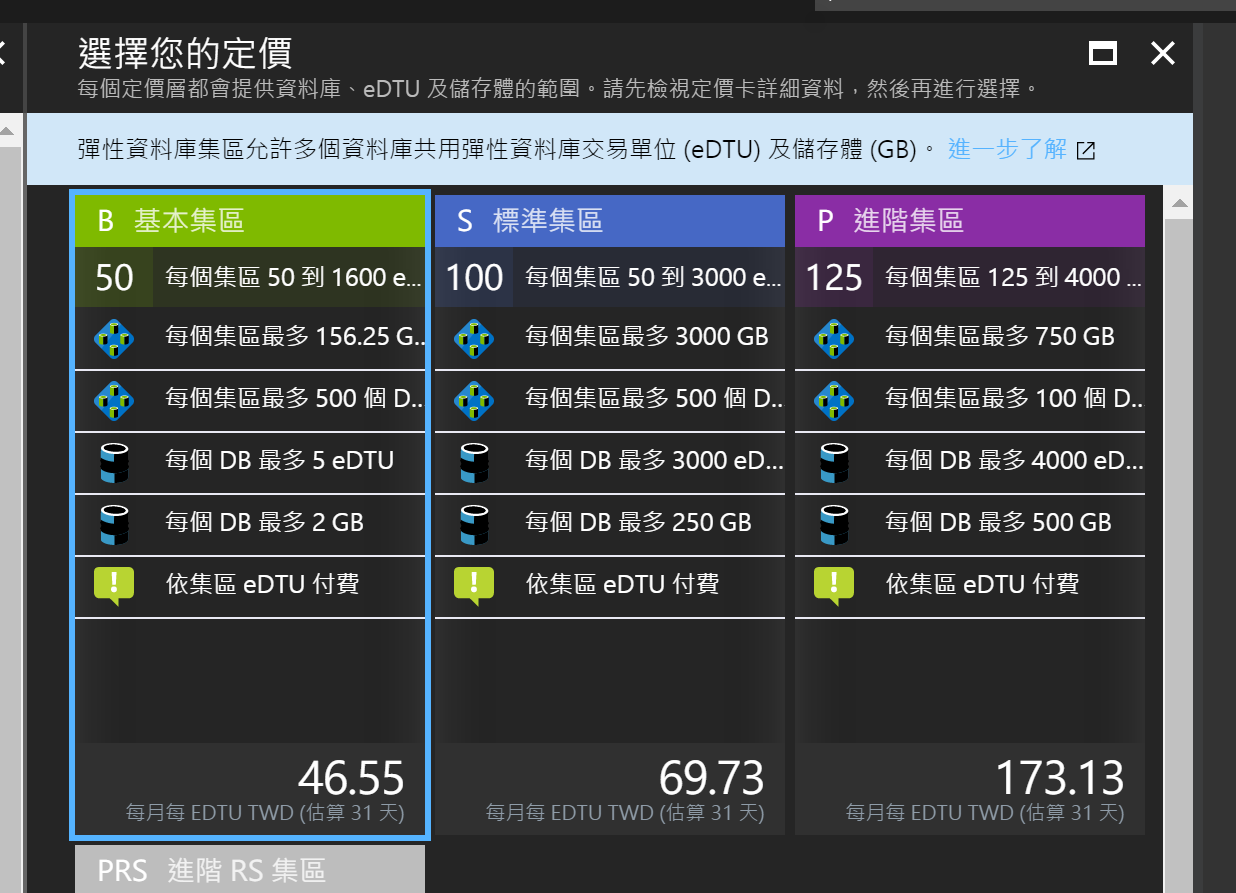 選擇您的定價
每個定價層都會提供資料庫、eDTU 及儲存體的範圍。請先檢視定價卡詳細資料，然後再進行選擇。
彈性資料庫集區允許多個資料庫共用彈性資料庫交易單位 (eDTU) 及儲存體 (GB)。 進一步了解
B 基本集區
50 每個集區 50 到 1600 e...
每個集區最多 156.25 G...
每個集區最多 500 個 D...
每個 DB 最多 5 eDTU
每個 DB 最多 2 GB
依集區 eDTU 付費
46.55
每月每 EDTU TWD (估算 31 天)
S 標準集區
100 每個集區 50 到 3000 e...
每個集區最多 3000 GB
每個集區最多 500 個 D...
每個 DB 最多 3000 eD...
每個 DB 最多 250 GB
依集區 eDTU 付費
69.73
每月每 EDTU TWD (估算 31 天)
P 進階集區
125 每個集區 125 到 4000 ...
每個集區最多 750 GB
每個集區最多 100 個 D...
每個 DB 最多 4000 eD...
每個 DB 最多 500 GB
依集區 eDTU 付費
173.13
每月每 EDTU TWD (估算 31 天)
PRS 進階 RS 集區